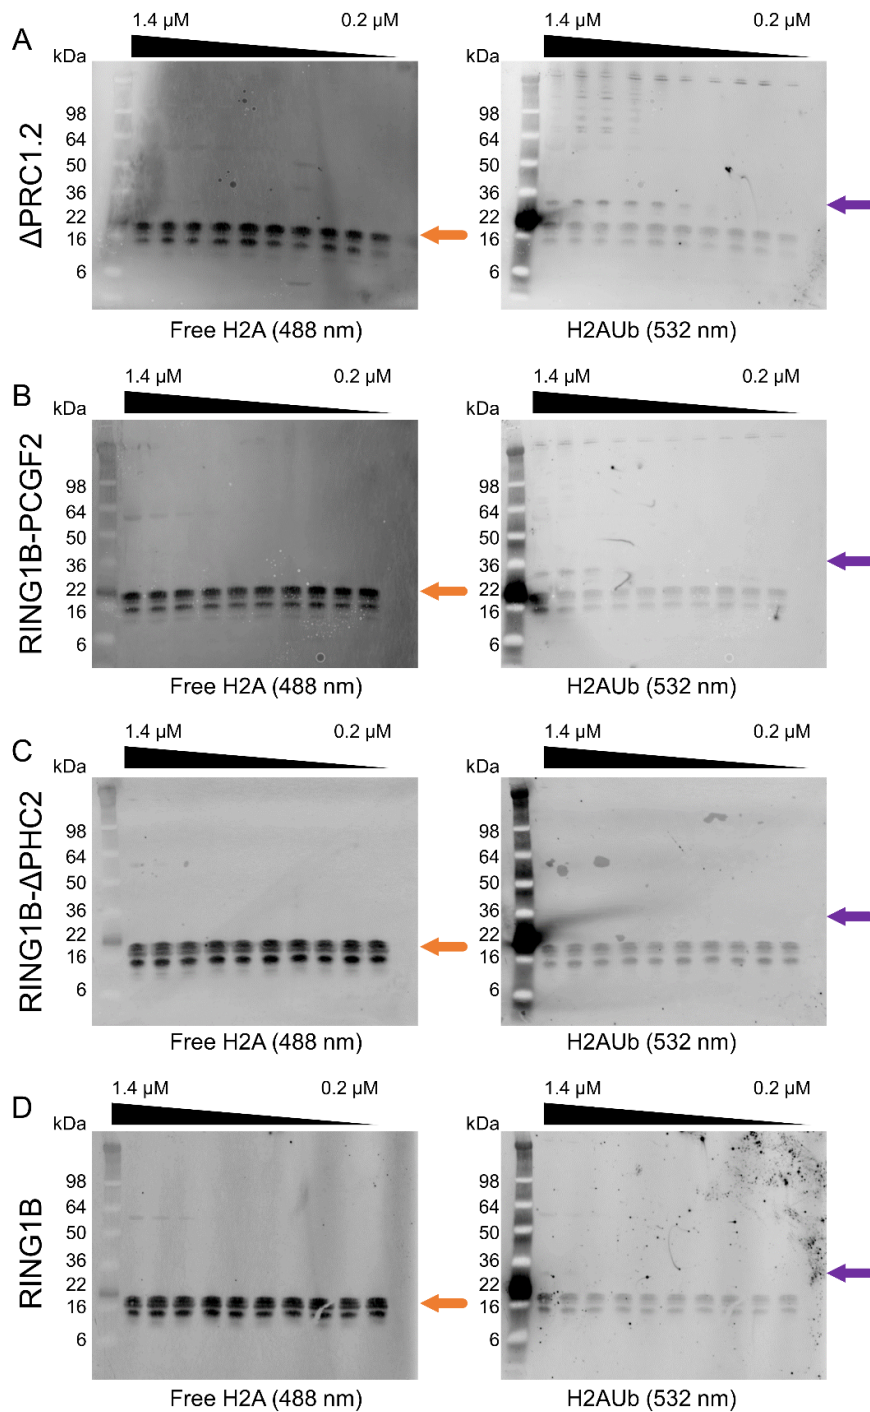 A
1.4 µM 0.2 µM 1.4 µM 0.2 µM
kDa kDa
ΔPRC1.2
98 98
64 64
50 50
36 36
22 22
16 16
6 6
Free H2A (488 nm) H2AUb (532 nm)
B
1.4 µM 0.2 µM 1.4 µM 0.2 µM
kDa kDa
RING1B-PCGF2
98 98
64 64
50 50
36 36
22 22
16 16
6 6
Free H2A (488 nm) H2AUb (532 nm)
C
1.4 µM 0.2 µM 1.4 µM 0.2 µM
kDa kDa
RING1B-ΔPHC2
98 98
64 64
50 50
36 36
22 22
16 16
6 6
Free H2A (488 nm) H2AUb (532 nm)
D
1.4 µM 0.2 µM 1.4 µM 0.2 µM
kDa kDa
RING1B
98 98
64 64
50 50
36 36
22 22
16 16
6 6
Free H2A (488 nm) H2AUb (532 nm)